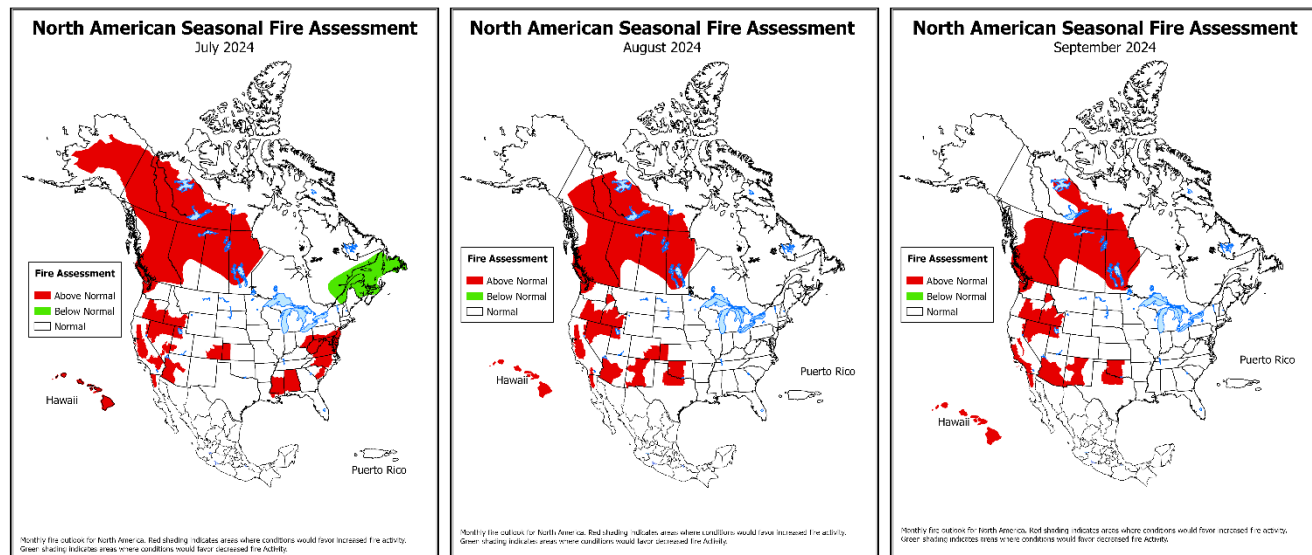 North American Seasonal Fire Assessment
July 2024
Fire Assessment
Above Normal
Below Normal
Normal
Hawaii
Puerto Rico
Monthly fire outlook for North America. Red shading indicates areas where conditions would favor increased fire activity.
Green shading indicates areas where conditions would favor decreased fire Activity.
North American Seasonal Fire Assessment
August 2024
Fire Assessment
Above Normal
Below Normal
Normal
Hawaii
Puerto Rico
Monthly fire outlook for North America. Red shading indicates areas where conditions would favor increased fire activity.
Green shading indicates areas where conditions would favor decreased fire Activity.
North American Seasonal Fire Assessment
September 2024
Fire Assessment
Above Normal
Below Normal
Normal
Puerto Rico
Hawaii
Monthly fire outlook for North America. Red shading indicates areas where conditions would favor increased fire activity.
Green shading indicates areas where conditions would favor decreased fire Activity.